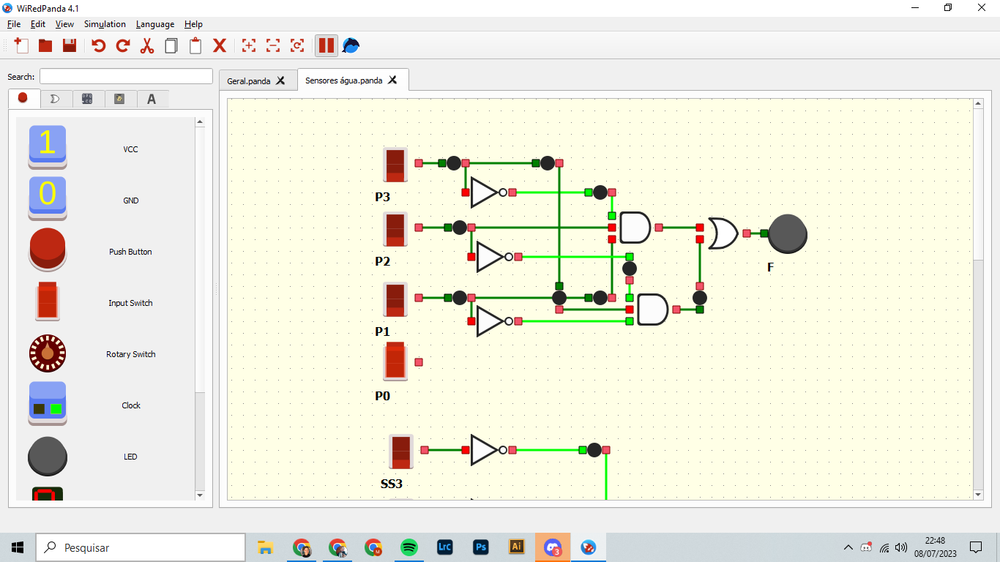 WiRedPanda 4.1
File Edit View Simulation Language Help
Search:
Geral.panda
Sensores água.panda
A
1
VCC
0
GND
Push Button
Input Switch
Rotary Switch
Clock
LED
P3
P2
P1
P0
F
SS3
Pesquisar
M
LrC
Ps
Ai
3
22:48
08/07/2023